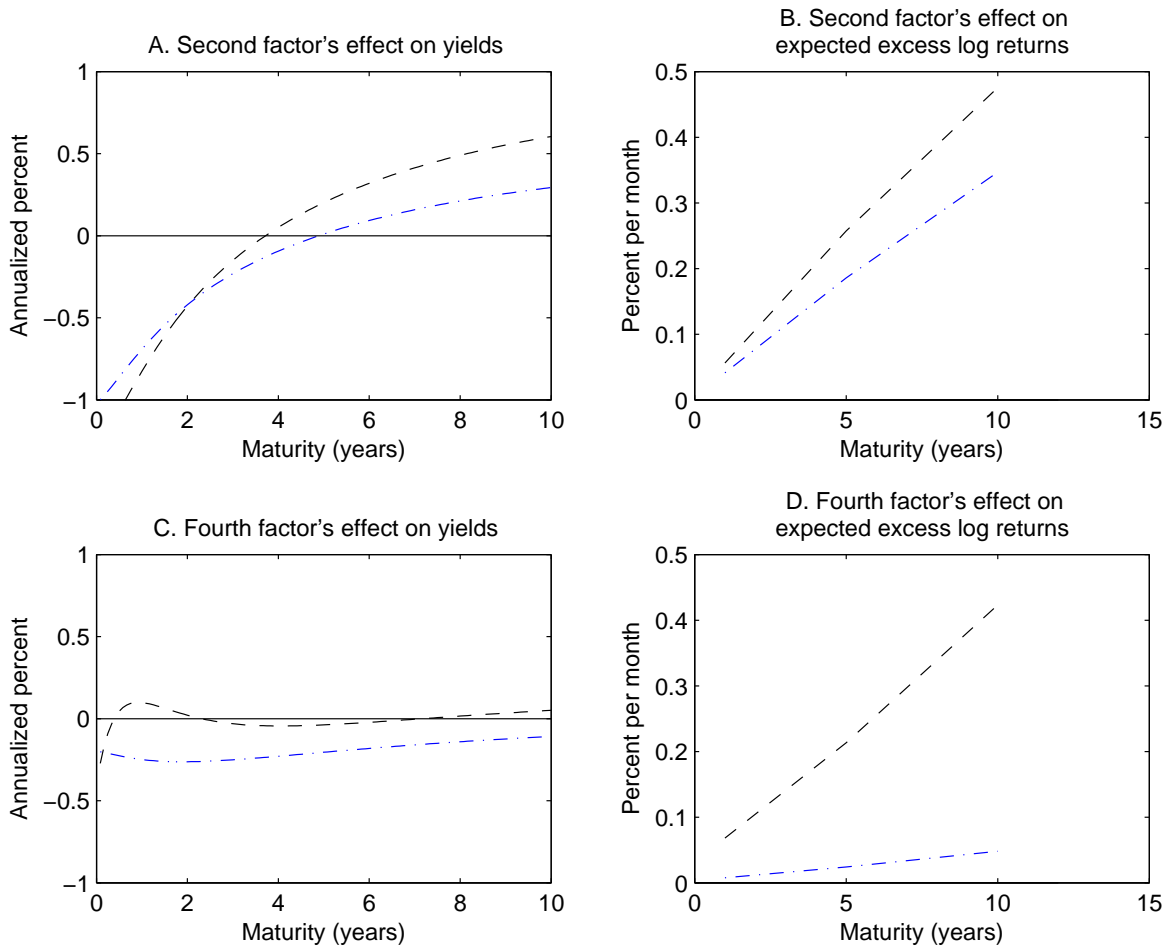 A. Second factor's effect on yields
1
0.5
0
−0.5
−1
0 2 4 6 8 10
Maturity (years)
Annualized percent
B. Second factor's effect on
expected excess log returns
0.5
0.4
0.3
0.2
0.1
0
0 5 10 15
Maturity (years)
Percent per month
C. Fourth factor's effect on yields
1
0.5
0
−0.5
−1
0 2 4 6 8 10
Maturity (years)
Annualized percent
D. Fourth factor's effect on
expected excess log returns
0.5
0.4
0.3
0.2
0.1
0
0 5 10 15
Maturity (years)
Percent per month